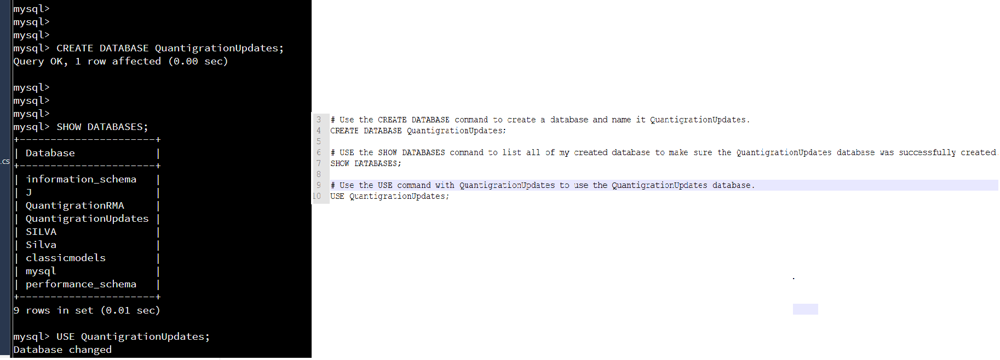 mysql>
mysql>
mysql>
mysql> CREATE DATABASE QuantigrationUpdates;
Query OK, 1 row affected (0.00 sec)
mysql>
mysql>
mysql>
mysql> SHOW DATABASES;
+----------------------+
| Database             |
+----------------------+
| information_schema   |
| J                    |
| QuantigrationRMA     |
| QuantigrationUpdates |
| SILVA                |
| Silva                |
| classicmodels        |
| mysql                |
| performance_schema   |
+----------------------+
9 rows in set (0.01 sec)
mysql> USE QuantigrationUpdates;
Database changed
.cs
3 # Use the CREATE DATABASE command to create a database and name it QuantigrationUpdates.
4 CREATE DATABASE QuantigrationUpdates;
5
6 # USE the SHOW DATABASES command to list all of my created database to make sure the QuantigrationUpdates database was successfully created.
7 SHOW DATABASES;
8
9 # Use the USE command with QuantigrationUpdates to use the QuantigrationUpdates database.
10 USE QuantigrationUpdates;